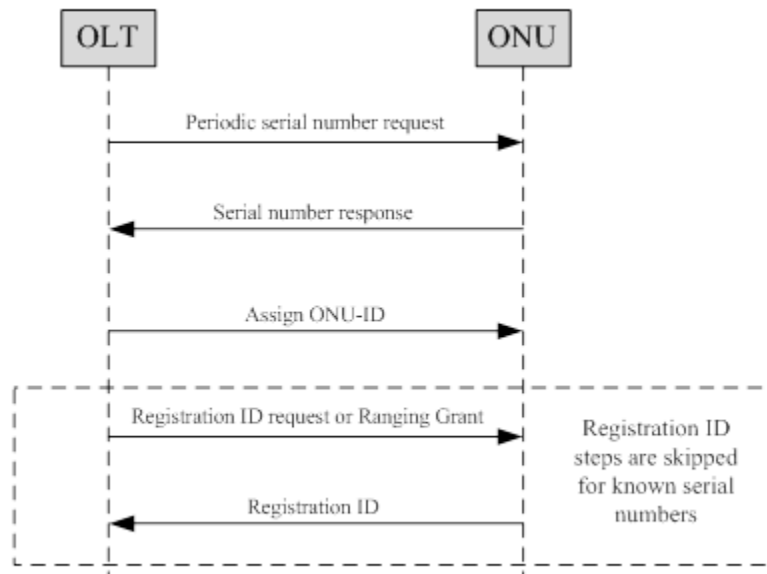 OLT
ONU
Periodic serial number request
Serial number response
Assign ONU-ID
Registration ID request or Ranging Grant
Registration ID
Registration ID
steps are skipped
for known serial
numbers